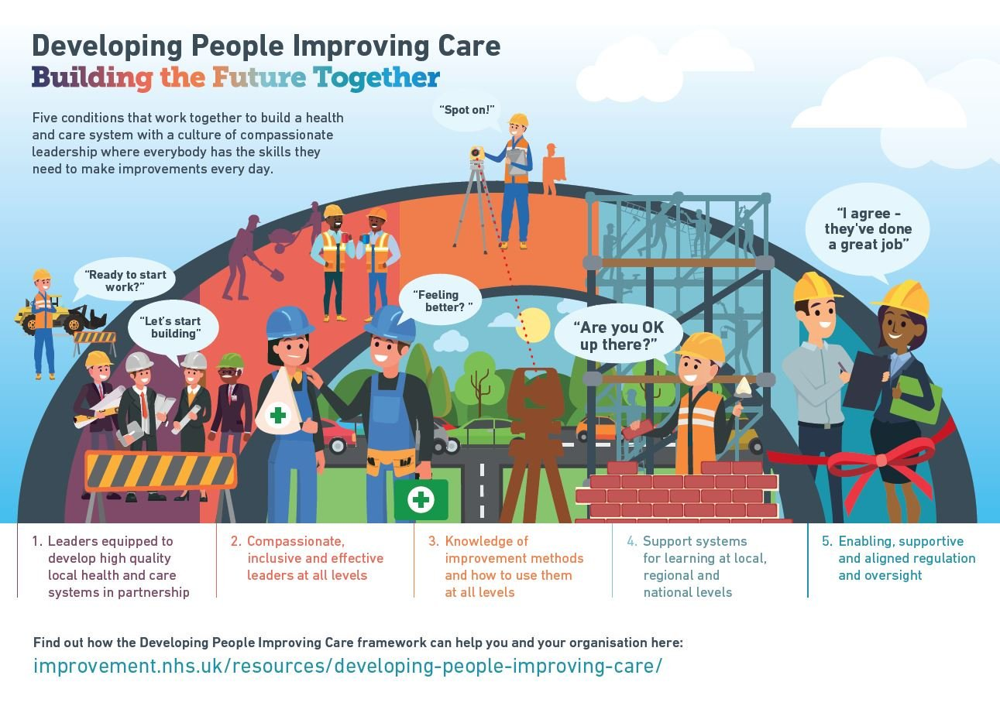 Developing People Improving Care
Building the Future Together
Five conditions that work together to build a health
and care system with a culture of compassionate
leadership where everybody has the skills they
need to make improvements every day.
“Spot on!”
“I agree -
they’ve done
a great job”
“Ready to start
work?”
“Let’s start
building”
“Feeling
better? ”
“Are you OK
up there?”
1. Leaders equipped to
develop high quality
local health and care
systems in partnership
2. Compassionate,
inclusive and effective
leaders at all levels
3. Knowledge of
improvement methods
and how to use them
at all levels
4. Support systems
for learning at local,
regional and
national levels
5. Enabling, supportive
and aligned regulation
and oversight
Find out how the Developing People Improving Care framework can help you and your organisation here:
improvement.nhs.uk/resources/developing-people-improving-care/